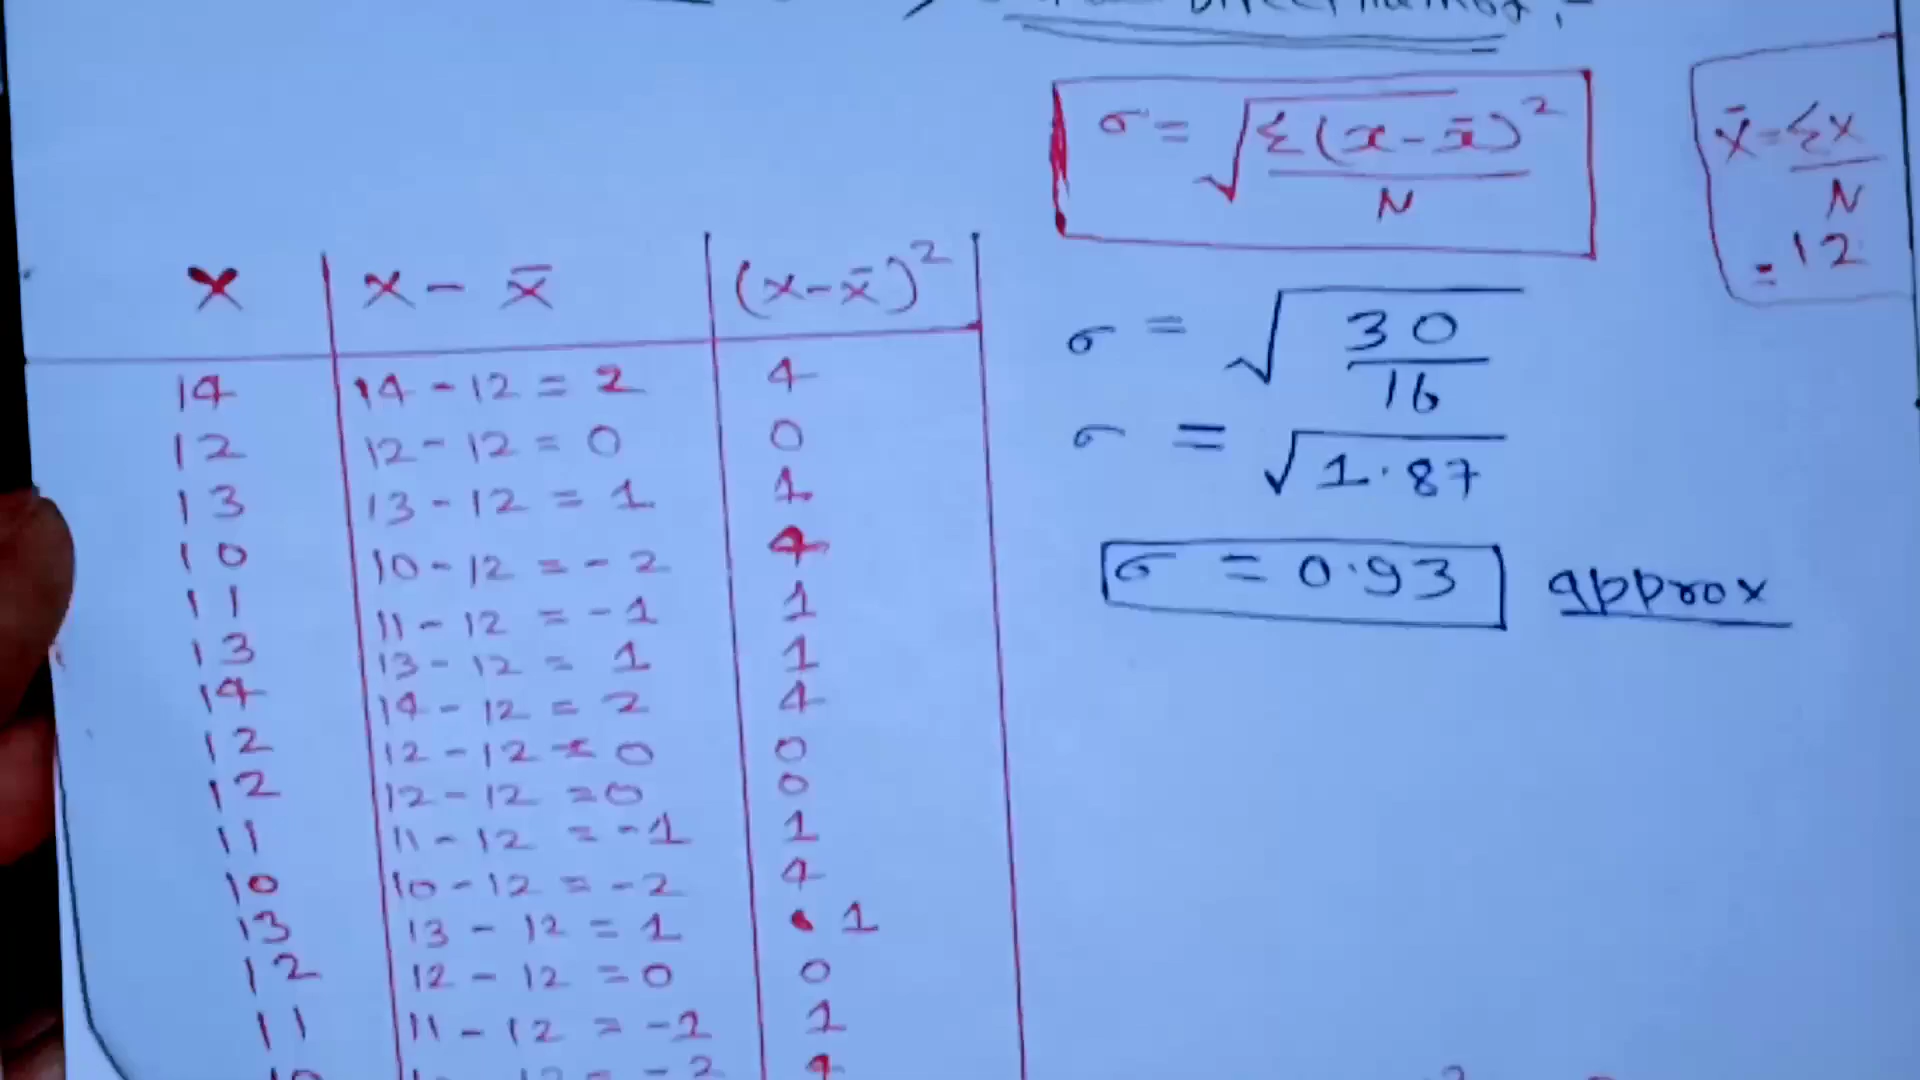 σ = √Σ(x-x̄)² / N
x̄ = Σx / N
= 12
x | x - x̄ | (x-x̄)²
14 | 14 - 12 = 2 | 4
12 | 12 - 12 = 0 | 0
13 | 13 - 12 = 1 | 1
10 | 10 - 12 = - 2 | 4
11 | 11 - 12 = - 1 | 1
13 | 13 - 12 = 1 | 1
14 | 14 - 12 = 2 | 4
12 | 12 - 12 = 0 | 0
12 | 12 - 12 = 0 | 0
11 | 11 - 12 = - 1 | 1
10 | 10 - 12 = - 2 | 4
13 | 13 - 12 = 1 | 1
12 | 12 - 12 = 0 | 0
11 | 11 - 12 = - 1 | 1
σ = √30 / 16
σ = √1.87
σ = 0.93 approx